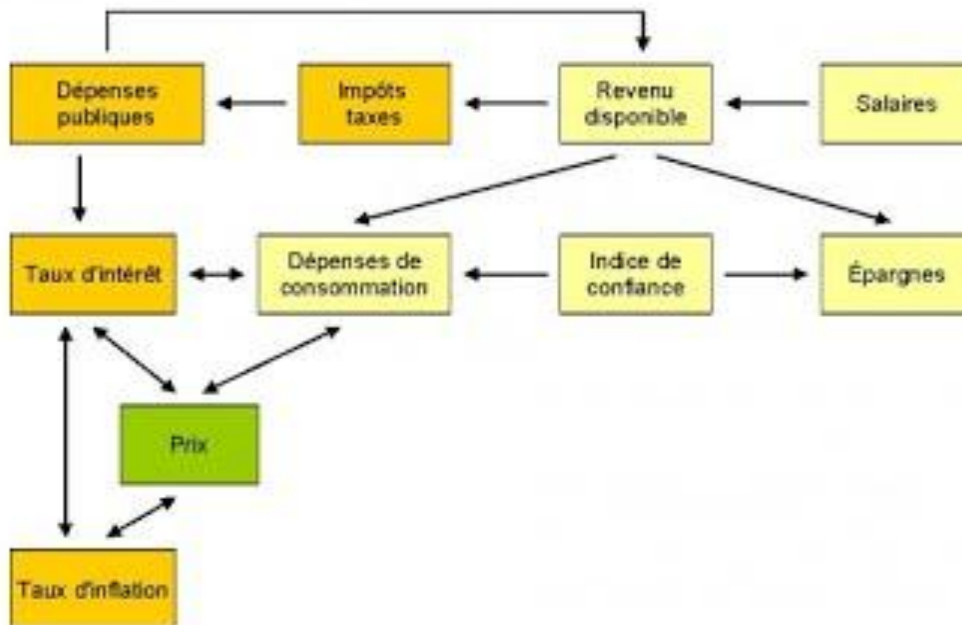 Dépenses
publiques
Impôts
taxes
Revenu
disponible
Salaires
Taux d'intérêt
Dépenses de
consommation
Indice de
confiance
Épargnes
Prix
Taux d'inflation